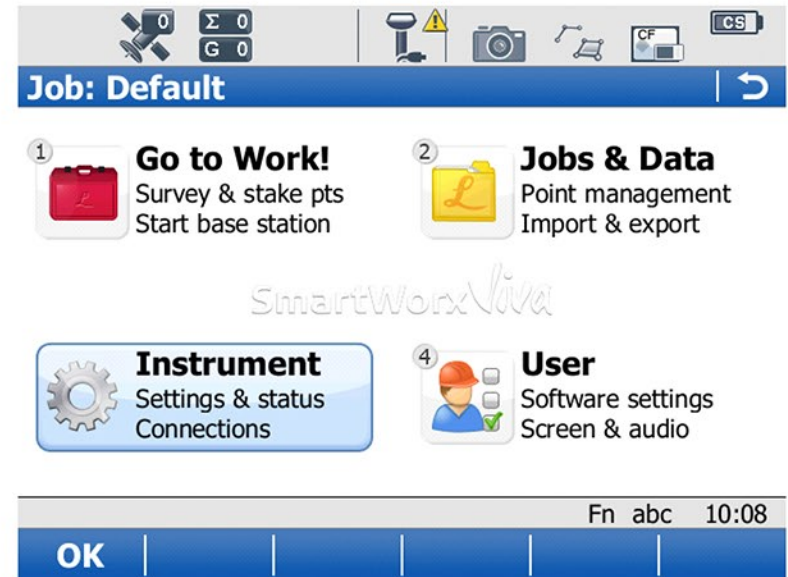 0 Σ 0
G 0
CF
CS
Job: Default
1
Go to Work!
Survey & stake pts
Start base station
2
Jobs & Data
Point management
Import & export
SmartWorx Viva
Instrument
Settings & status
Connections
4
User
Software settings
Screen & audio
Fn abc 10:08
OK